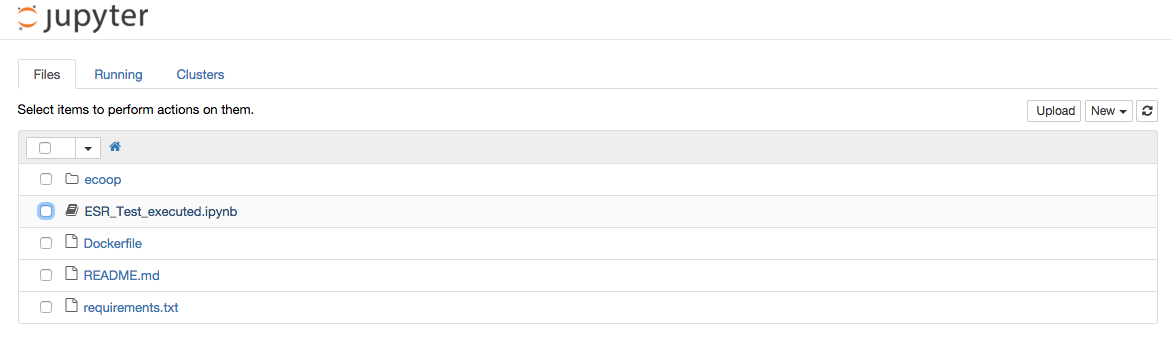 jupyter
Files Running Clusters
Select items to perform actions on them.
Upload New
ecoop
ESR_Test_executed.ipynb
Dockerfile
README.md
requirements.txt